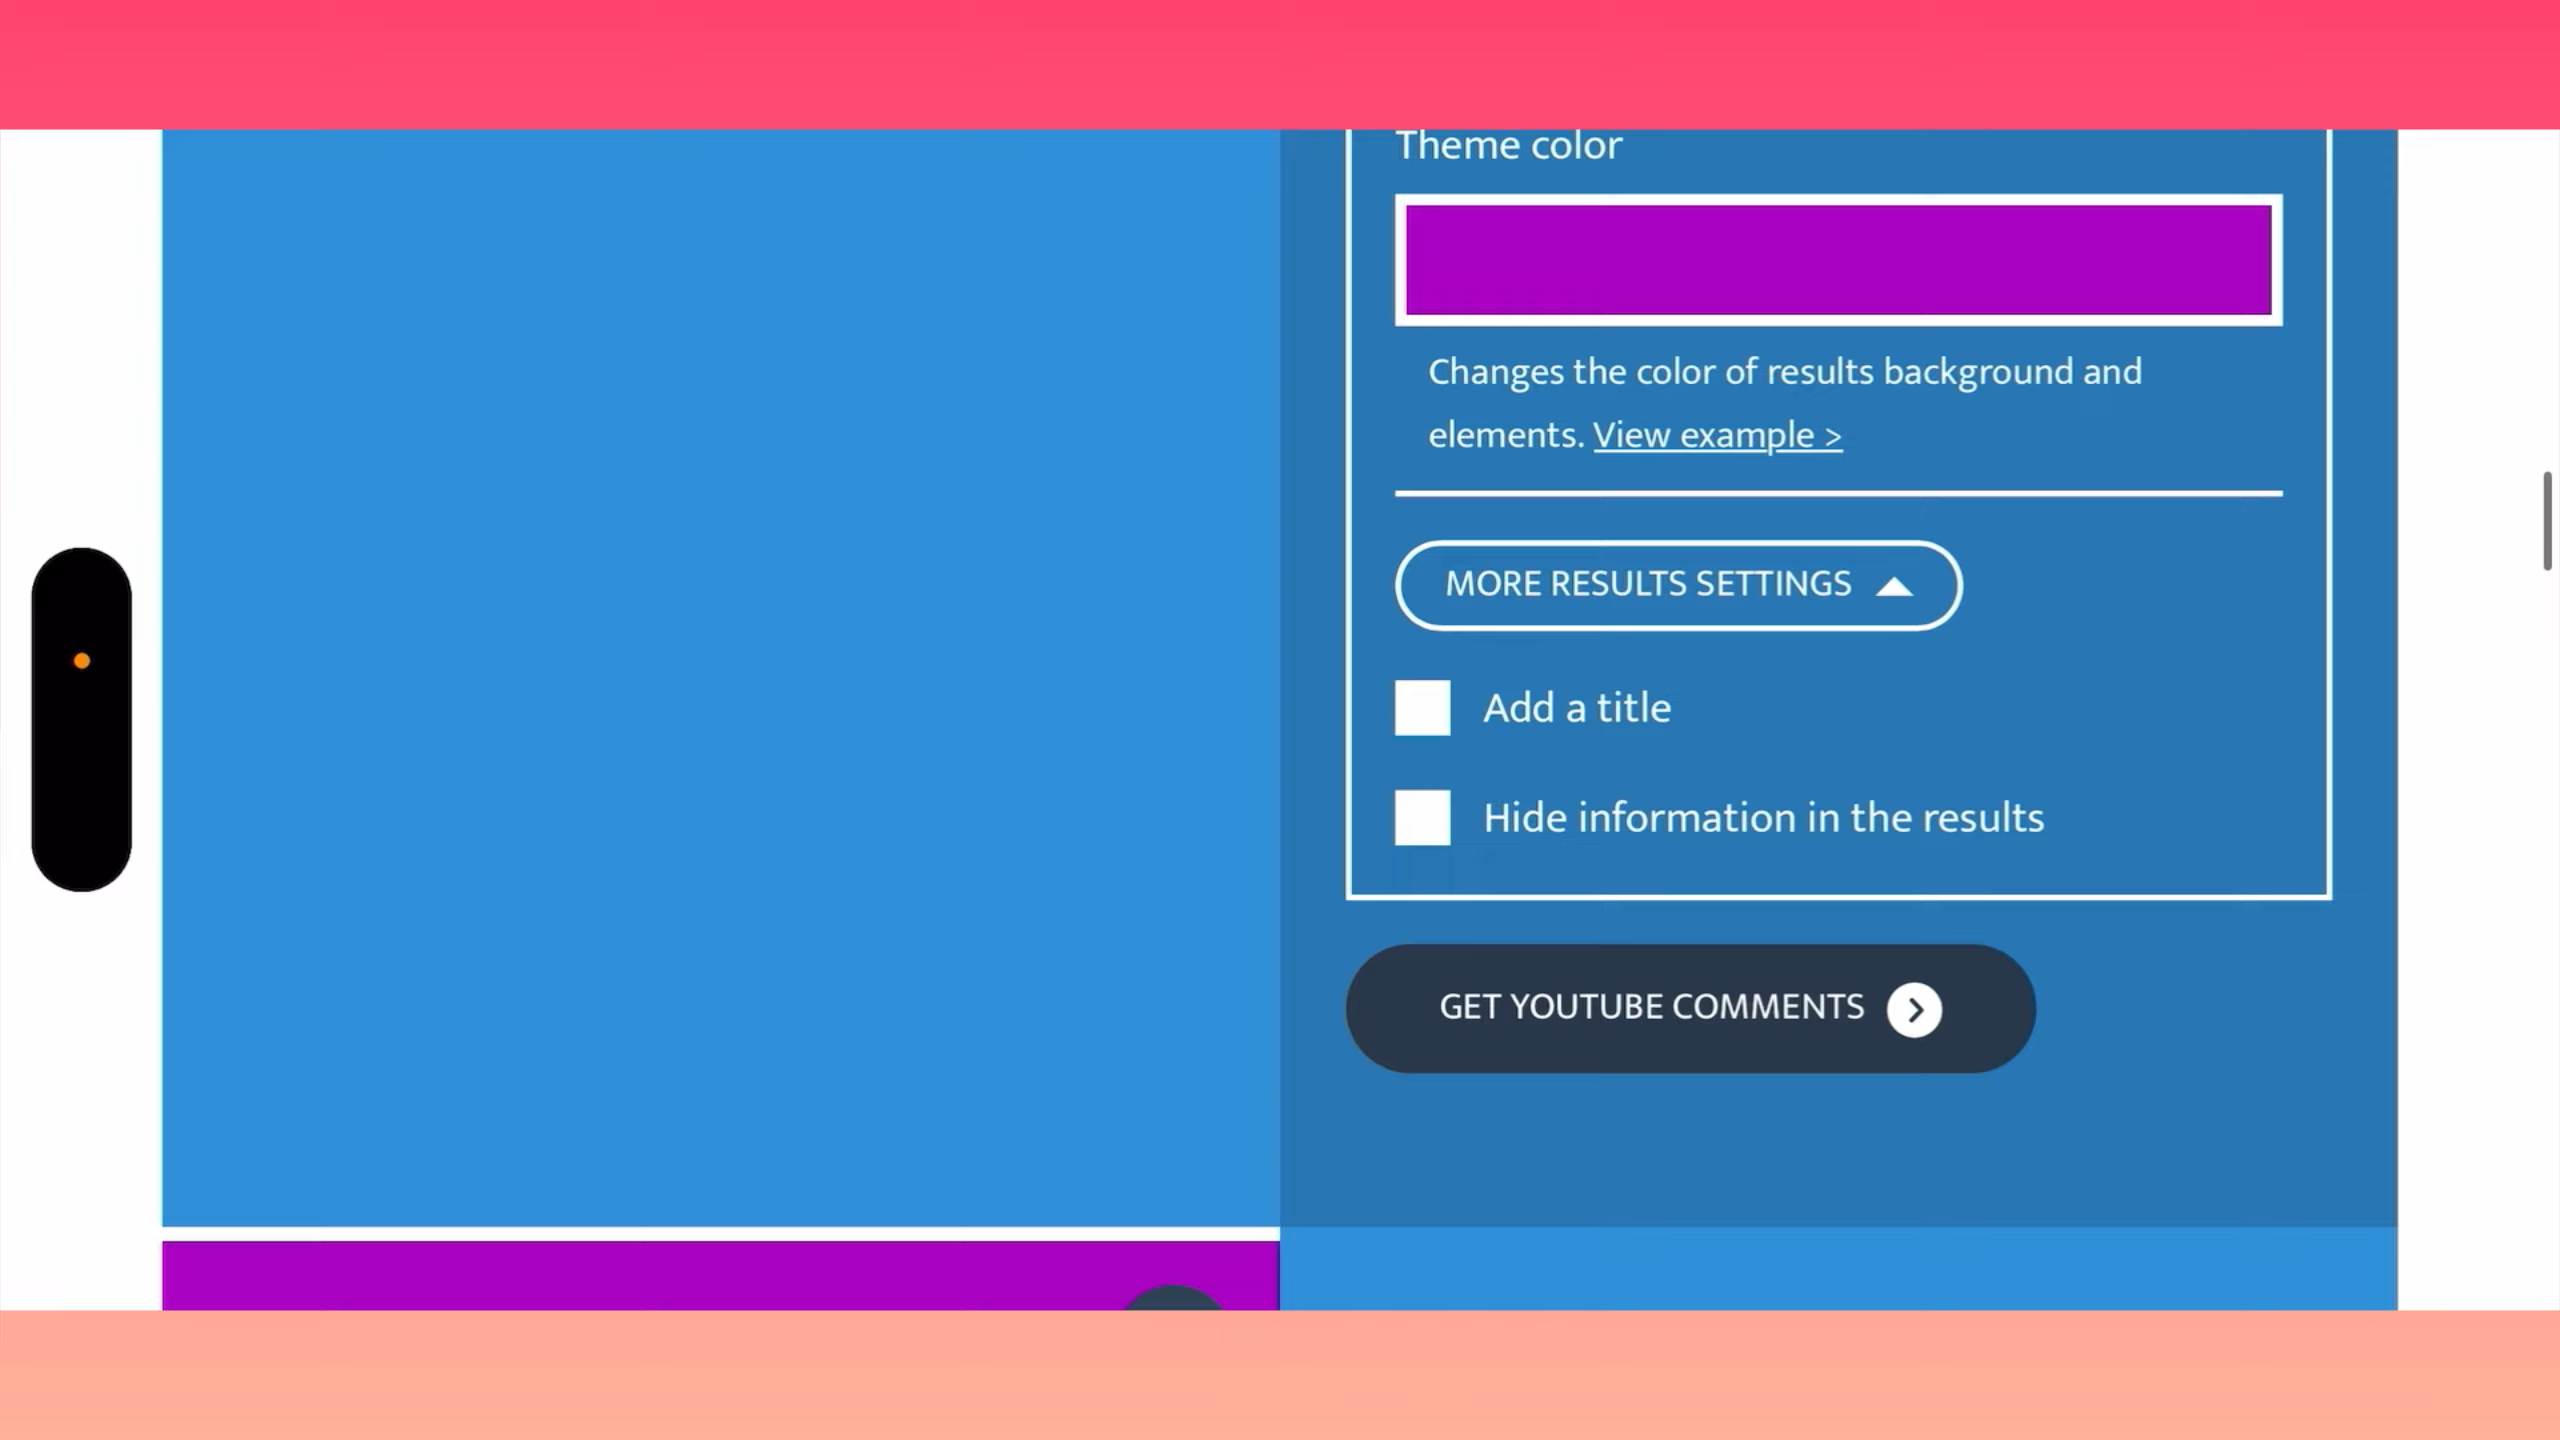 Theme color
Changes the color of results background and
elements. View example >
MORE RESULTS SETTINGS
Add a title
Hide information in the results
GET YOUTUBE COMMENTS